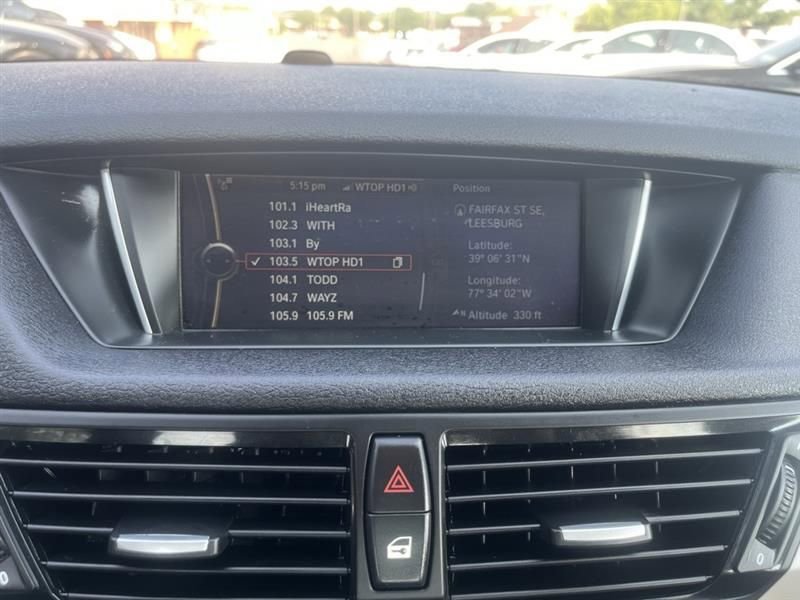 5:15 pm WTOP HD1
101.1 iHeartRa
102.3 WITH
103.1 By
103.5 WTOP HD1
104.1 TODD
104.7 WAYZ
105.9 105.9 FM
Position
FAIRFAX ST SE,
LEESBURG
Latitude:
39° 06' 31"N
Longitude:
77° 34' 02"W
N Altitude 330 ft
0
0